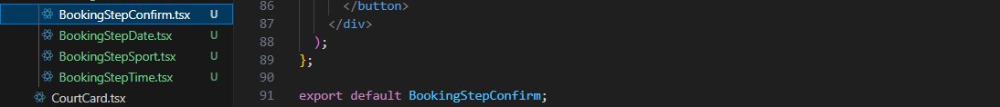 BookingStepConfirm.tsx U
BookingStepDate.tsx U
BookingStepSport.tsx U
BookingStepTime.tsx U
CourtCard.tsx
86 </button>
87 </div>
88 );
89 };
90
91 export default BookingStepConfirm;